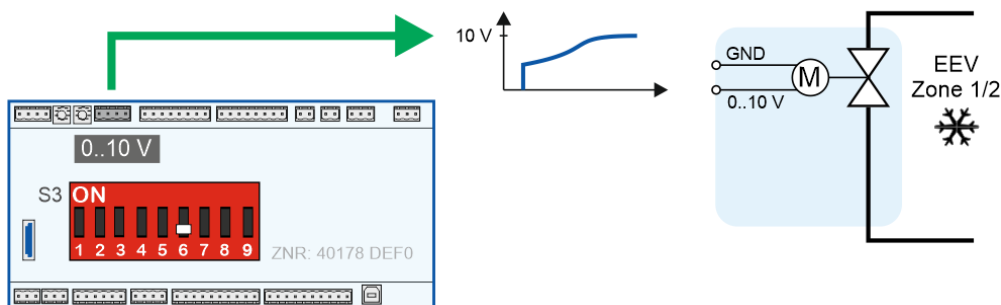 10 V
GND
0..10 V
M
EEV
Zone 1/2
0..10 V
S3
ON
1 2 3 4 5 6 7 8 9
ZNR: 40178 DEF0